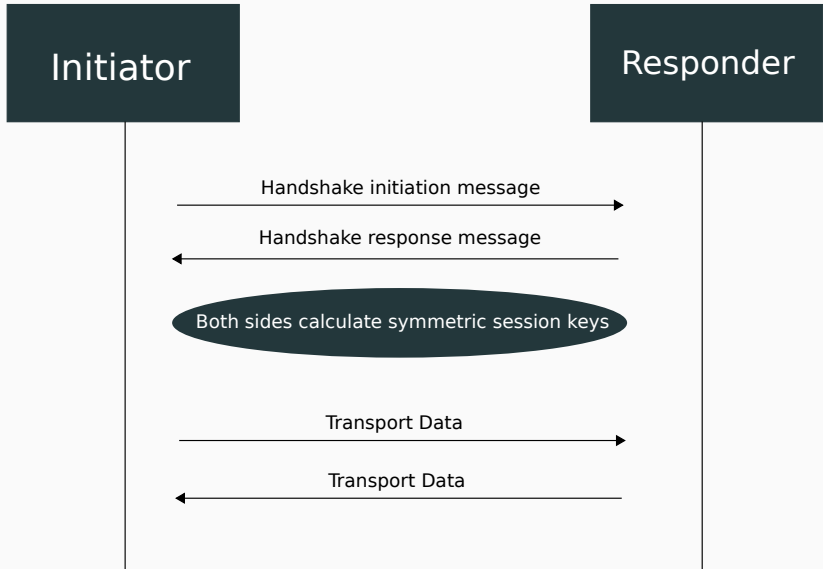 Initiator
Responder
Handshake initiation message
Handshake response message
Both sides calculate symmetric session keys
Transport Data
Transport Data